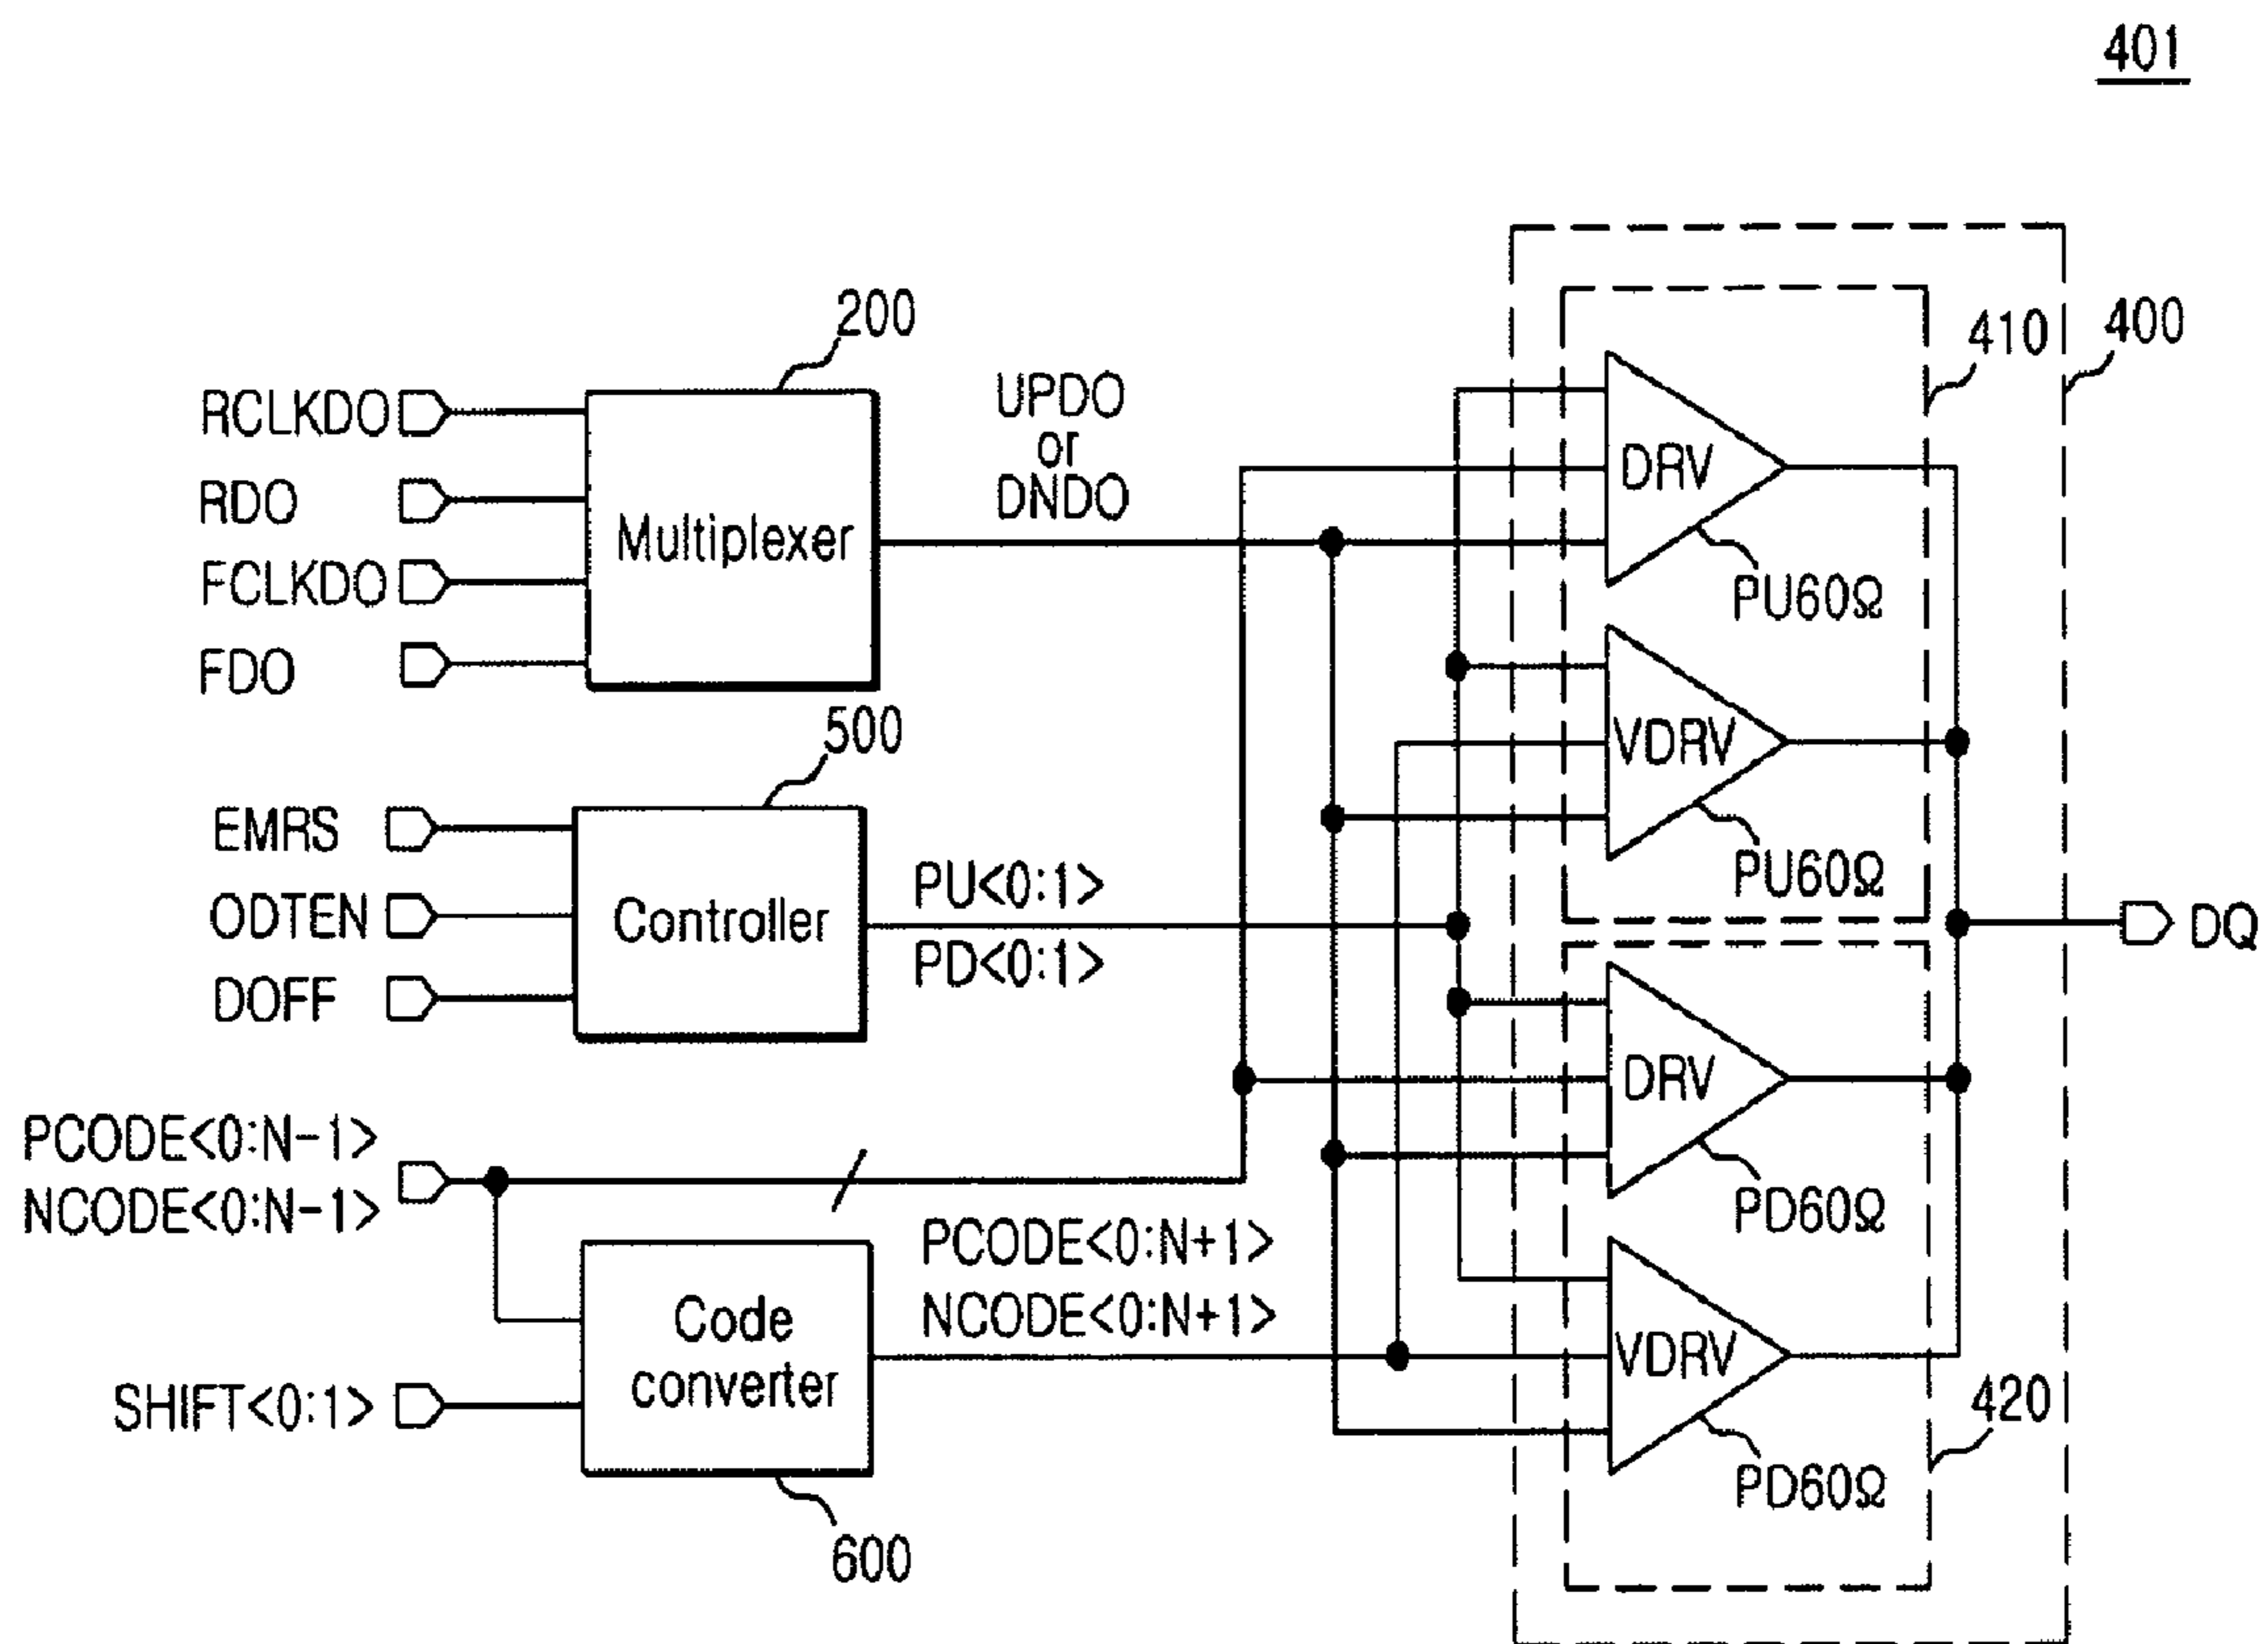 401
200
UPDO
or
DNDO
410
400
RCLKDO
RDO
FCLKDO
FDO
Multiplexer
DRV
PU60Ω
VDRV
PU60Ω
500
EMRS
ODTEN
DOFF
Controller
PU<0:1>
PD<0:1>
DQ
DRV
PD60Ω
VDRV
PD60Ω
420
PCODE<0:N-1>
NCODE<0:N-1>
PCODE<0:N+1>
NCODE<0:N+1>
SHIFT<0:1>
Code
converter
600